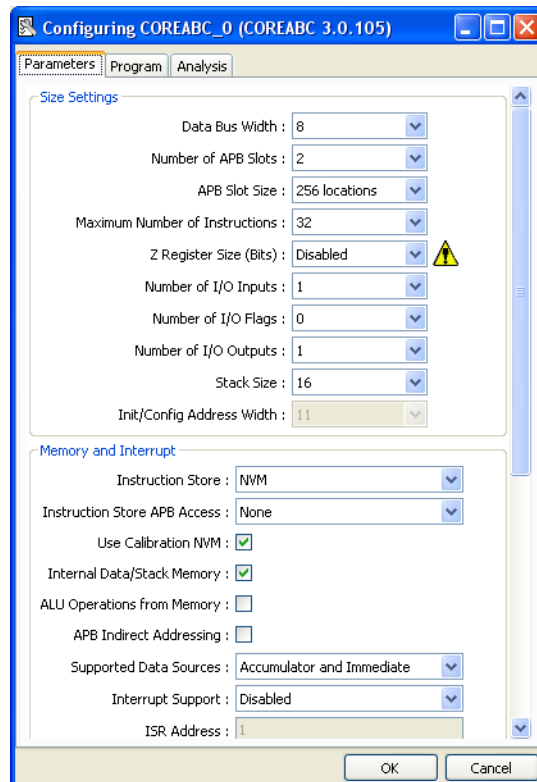 Configuring COREABC_0 (COREABC 3.0.105)
Parameters Program Analysis
Size Settings
Data Bus Width : 8
Number of APB Slots : 2
APB Slot Size : 256 locations
Maximum Number of Instructions : 32
Z Register Size (Bits) : Disabled
Number of I/O Inputs : 1
Number of I/O Flags : 0
Number of I/O Outputs : 1
Stack Size : 16
Init/Config Address Width : 11
Memory and Interrupt
Instruction Store : NVM
Instruction Store APB Access : None
Use Calibration NVM :
Internal Data/Stack Memory :
ALU Operations from Memory :
APB Indirect Addressing :
Supported Data Sources : Accumulator and Immediate
Interrupt Support : Disabled
ISR Address : 1
OK Cancel